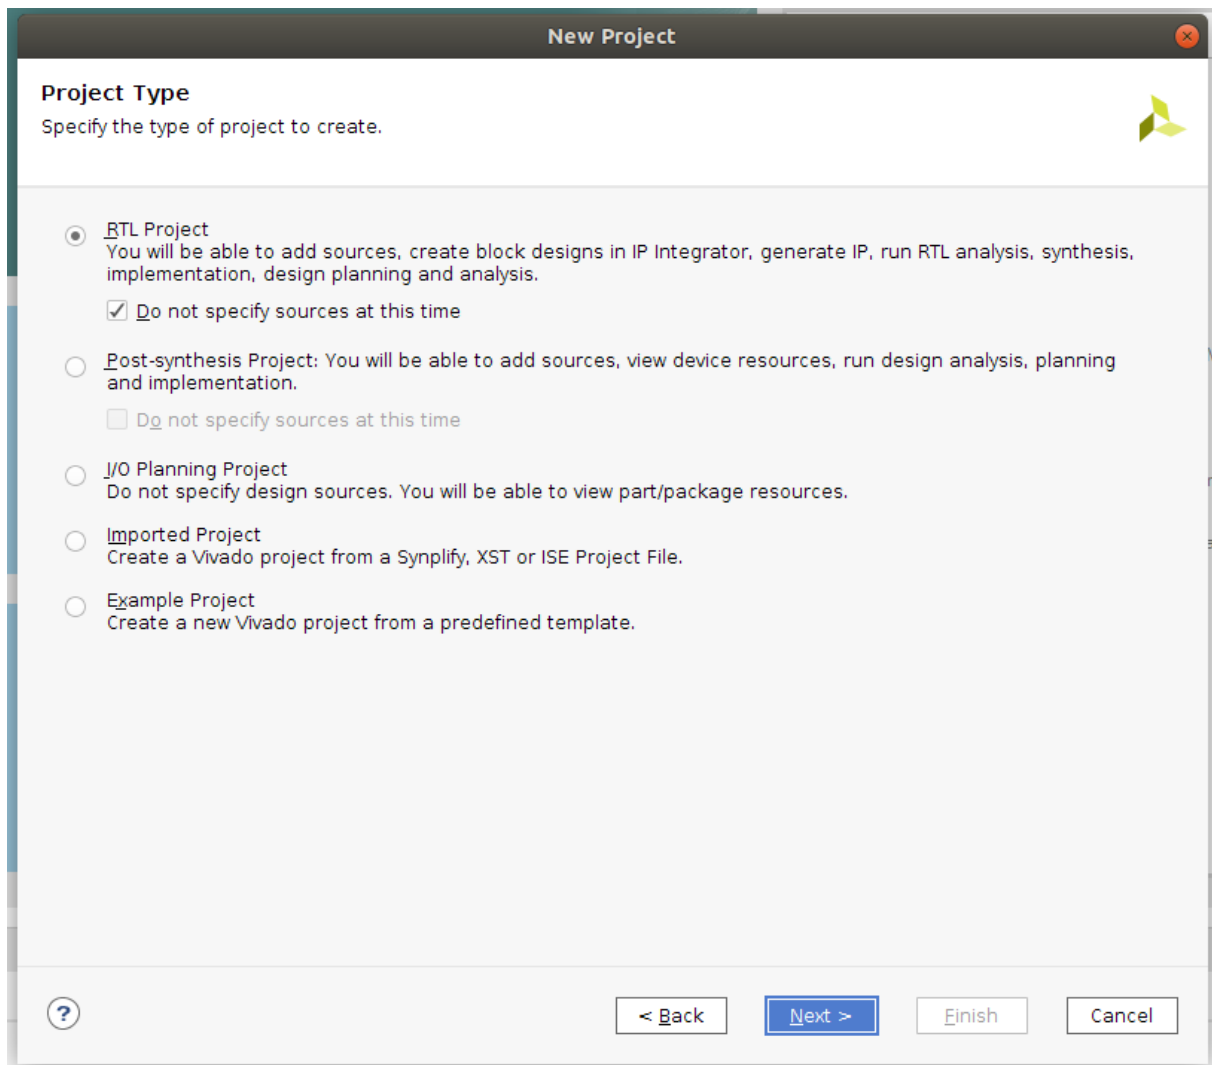 New Project
Project Type
Specify the type of project to create.
RTL Project
You will be able to add sources, create block designs in IP Integrator, generate IP, run RTL analysis, synthesis,
implementation, design planning and analysis.
Do not specify sources at this time
Post-synthesis Project: You will be able to add sources, view device resources, run design analysis, planning
and implementation.
Do not specify sources at this time
I/O Planning Project
Do not specify design sources. You will be able to view part/package resources.
Imported Project
Create a Vivado project from a Synplify, XST or ISE Project File.
Example Project
Create a new Vivado project from a predefined template.
?
< Back
Next >
Finish
Cancel